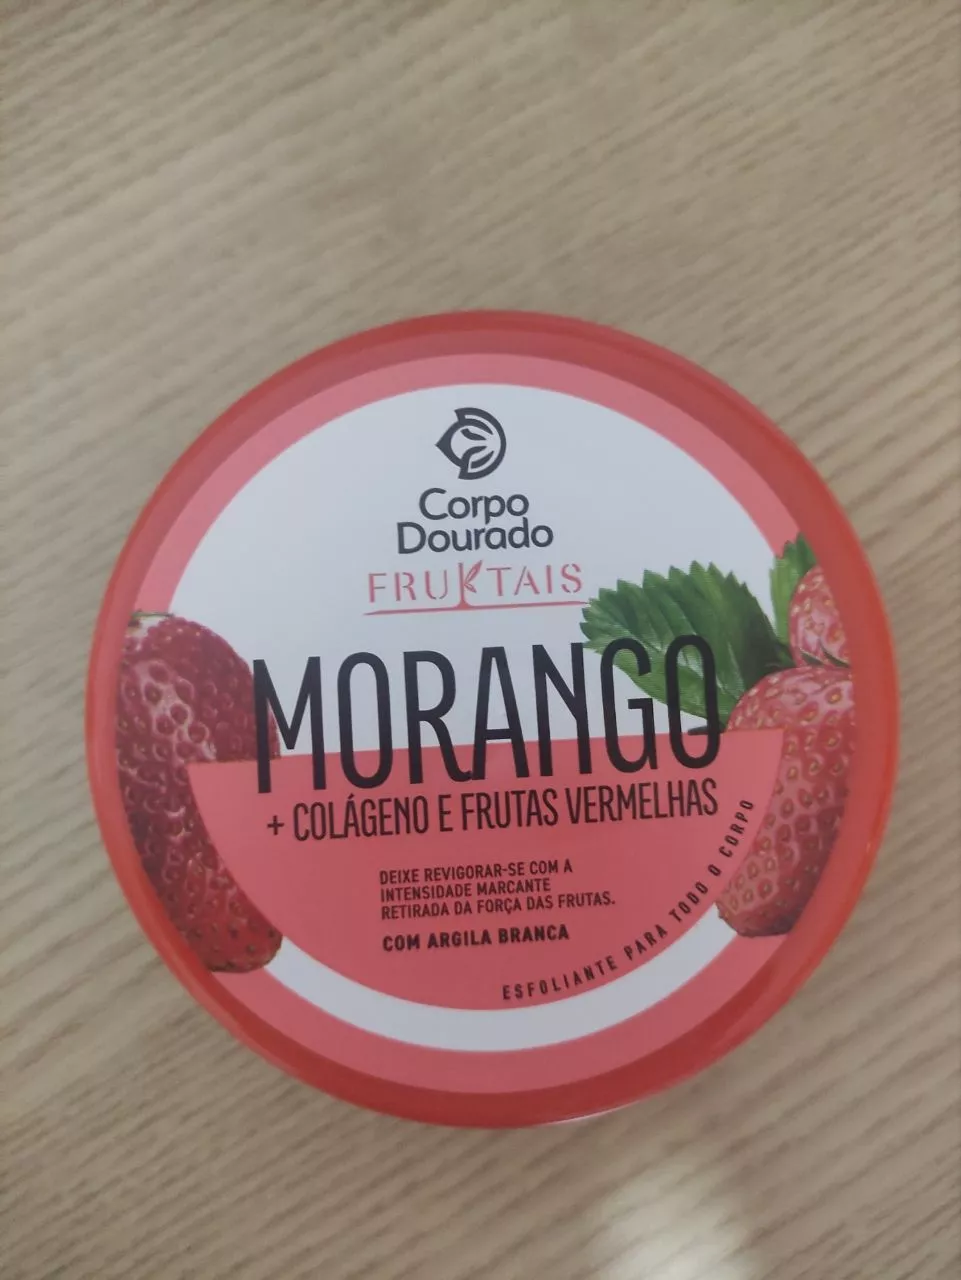 Corpo
Dourado
FRUKTAIS
MORANGO
+ COLÁGENO E FRUTAS VERMELHAS
DEIXE REVIGORAR-SE COM A
INTENSIDADE MARCANTE
RETIRADA DA FORÇA DAS FRUTAS.
COM ARGILA BRANCA
ESFOLIANTE PARA TODO O CORPO